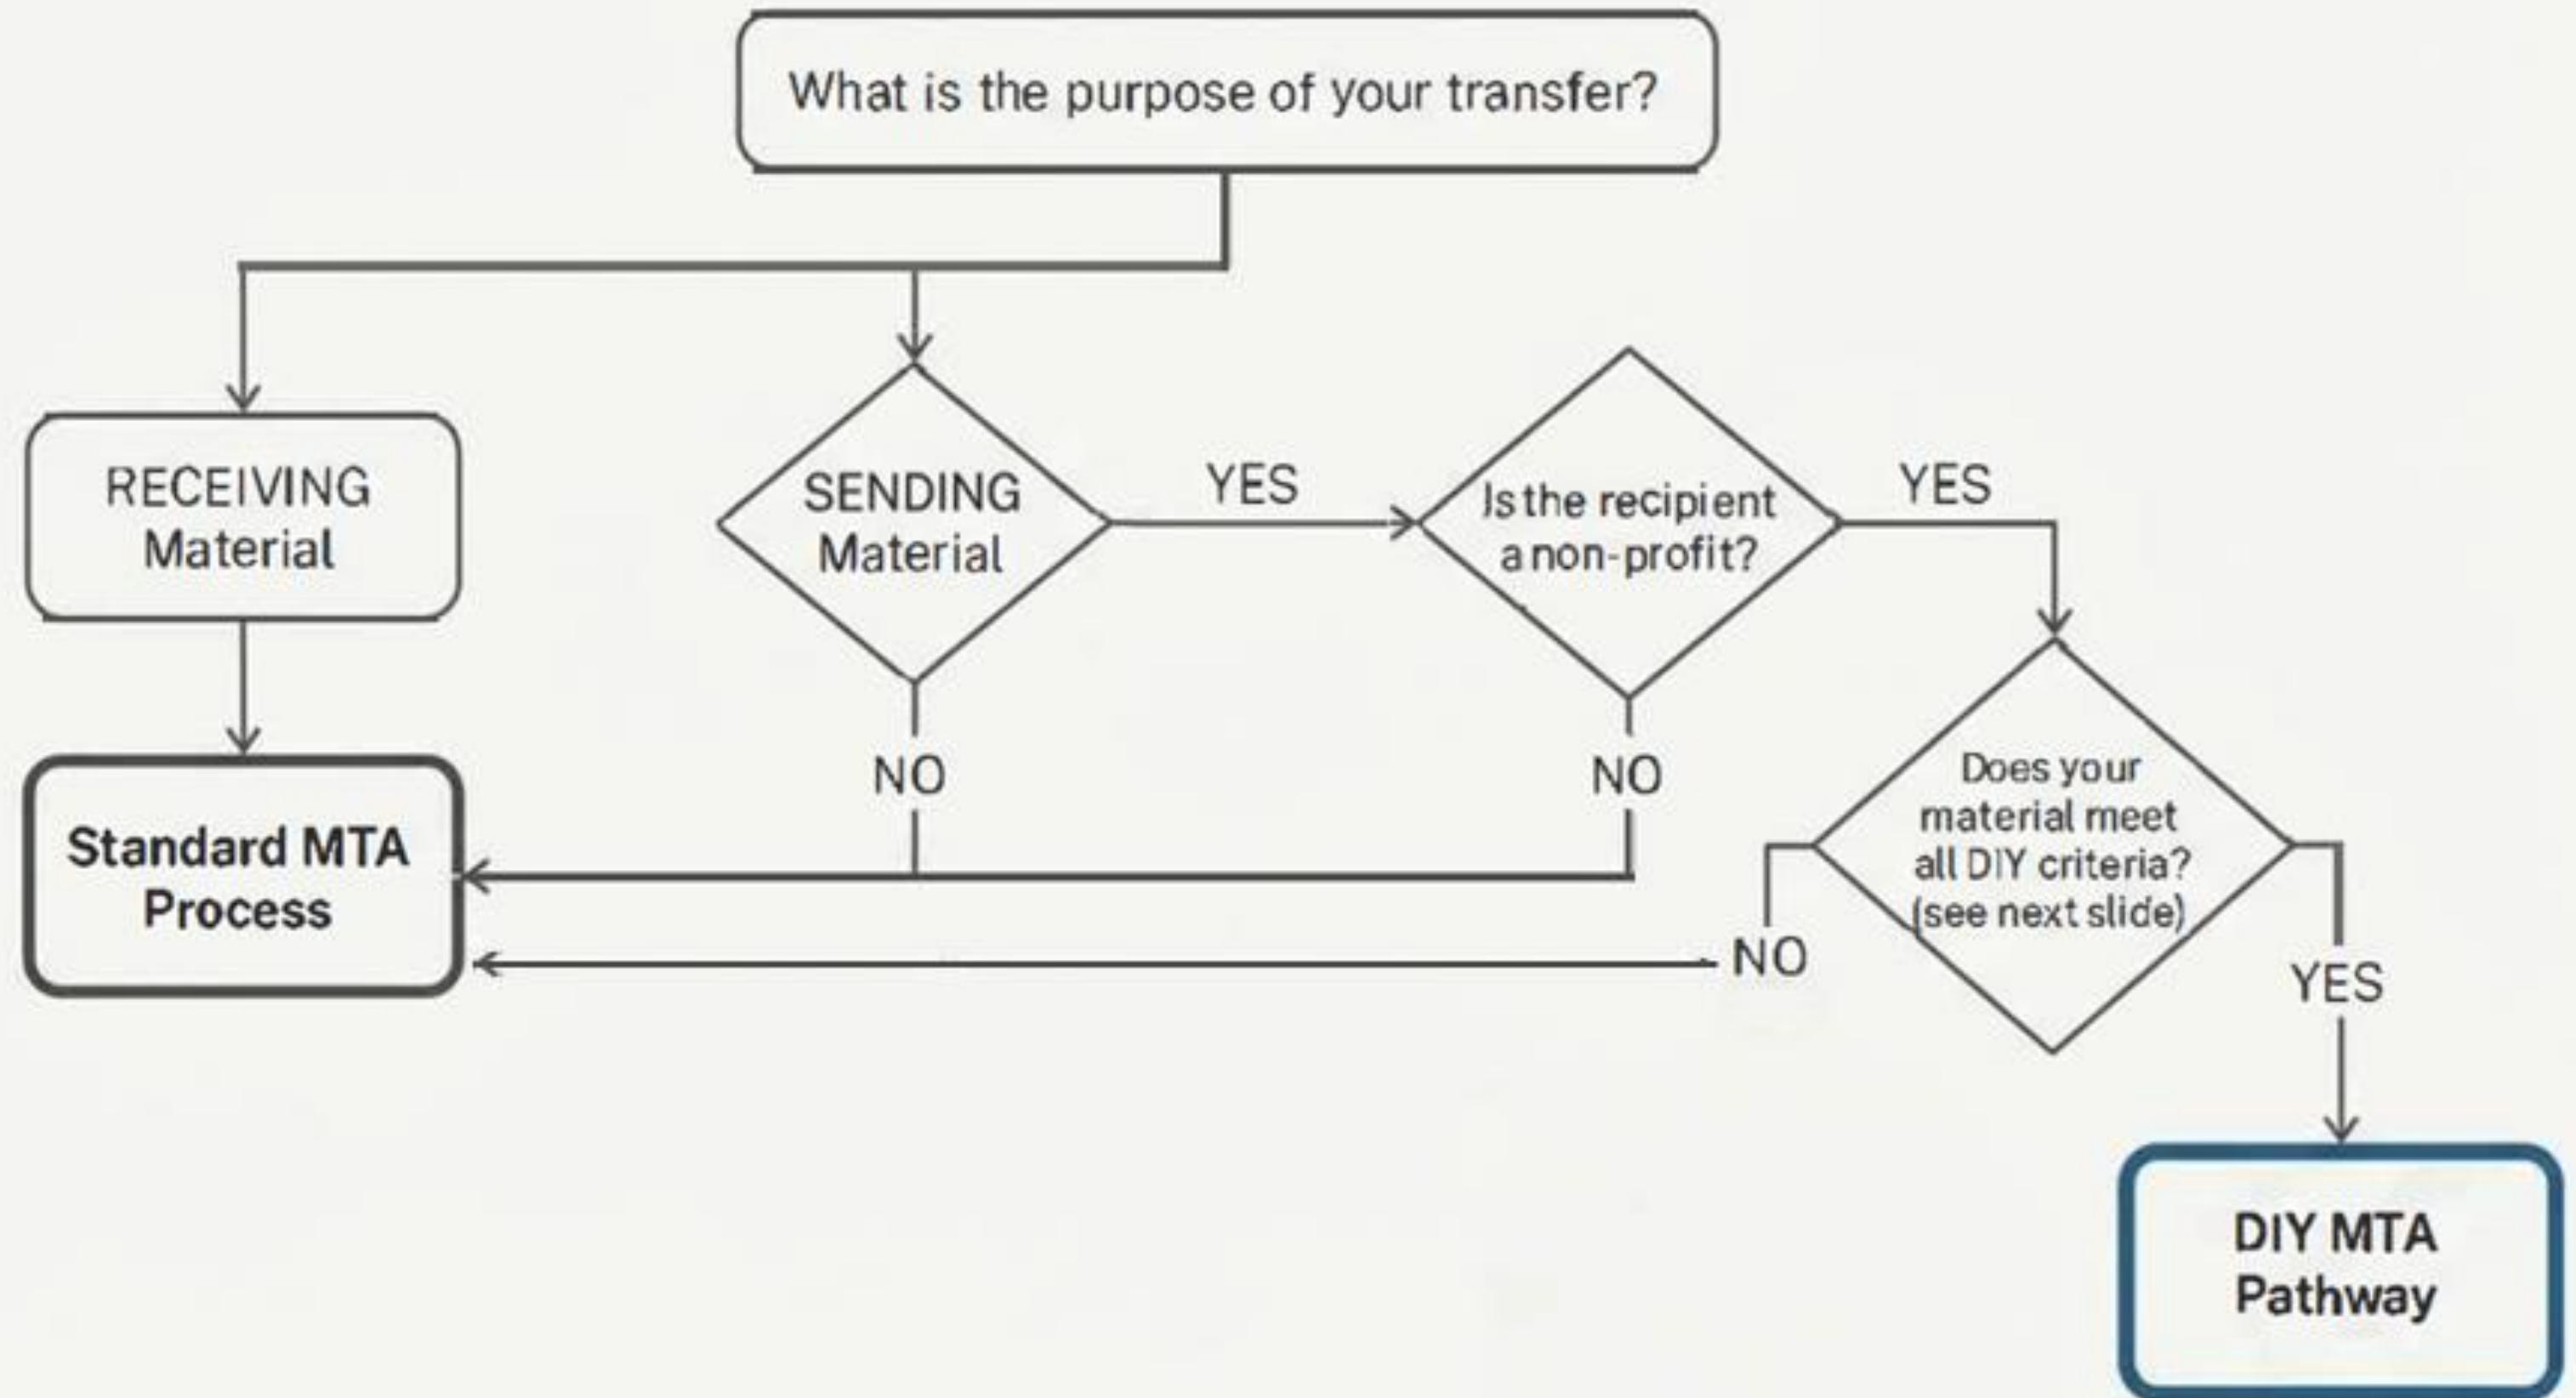 What is the purpose of your transfer?
RECEIVING
Material
SENDING
Material
YES
Is the recipient
a non-profit?
YES
NO
NO
Standard MTA
Process
Does your
material meet
all DIY criteria?
(see next slide)
NO
YES
DIY MTA
Pathway